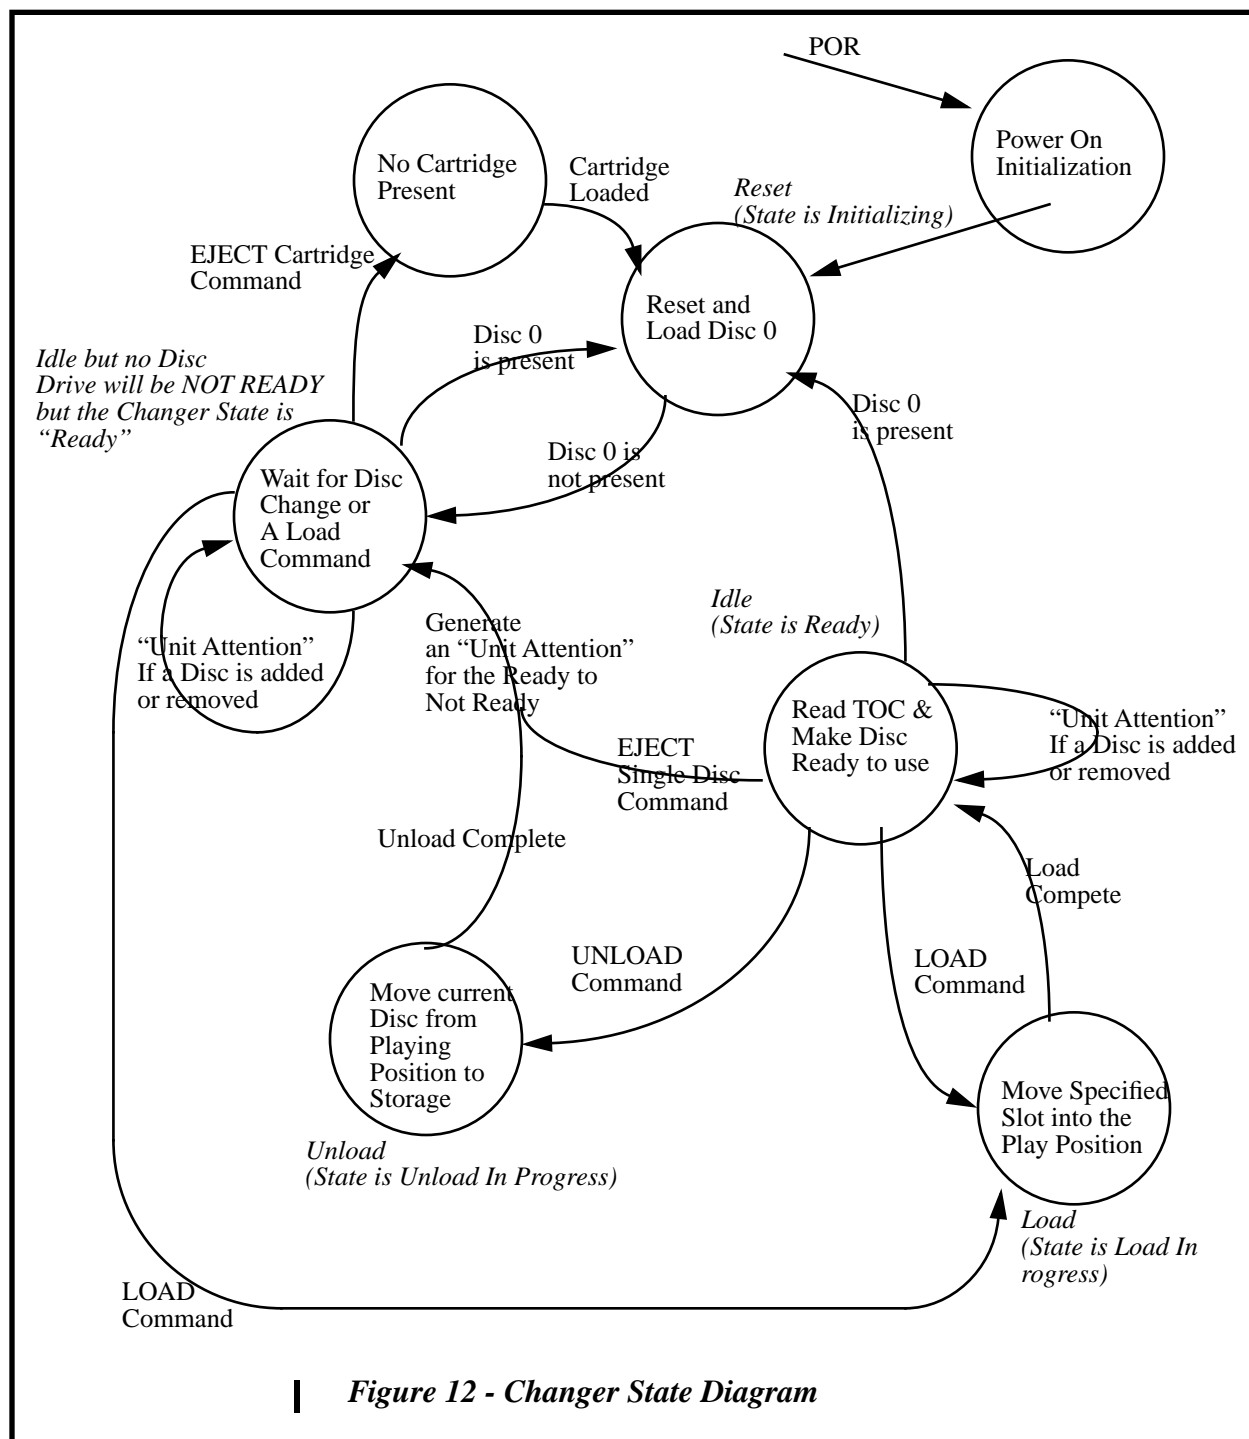 POR
Power On
Initialization
No Cartridge
Present
Cartridge
Loaded
Reset
(State is Initializing)
EJECT Cartridge
Command
Reset and
Load Disc 0
Disc 0
is present
Idle but no Disc
Drive will be NOT READY
but the Changer State is
“Ready”
Disc 0
is present
Disc 0 is
not present
Wait for Disc
Change or
A Load
Command
Idle
(State is Ready)
Generate
an “Unit Attention”
for the Ready to
Not Ready
“Unit Attention”
If a Disc is added
or removed
Read TOC &
Make Disc
Ready to use
“Unit Attention”
If a Disc is added
or removed
EJECT
Single Disc
Command
Unload Complete
Load
Compete
UNLOAD
Command
LOAD
Command
Move current
Disc from
Playing
Position to
Storage
Move Specified
Slot into the
Play Position
Unload
(State is Unload In Progress)
Load
(State is Load In
rogress)
LOAD
Command
Figure 12 - Changer State Diagram